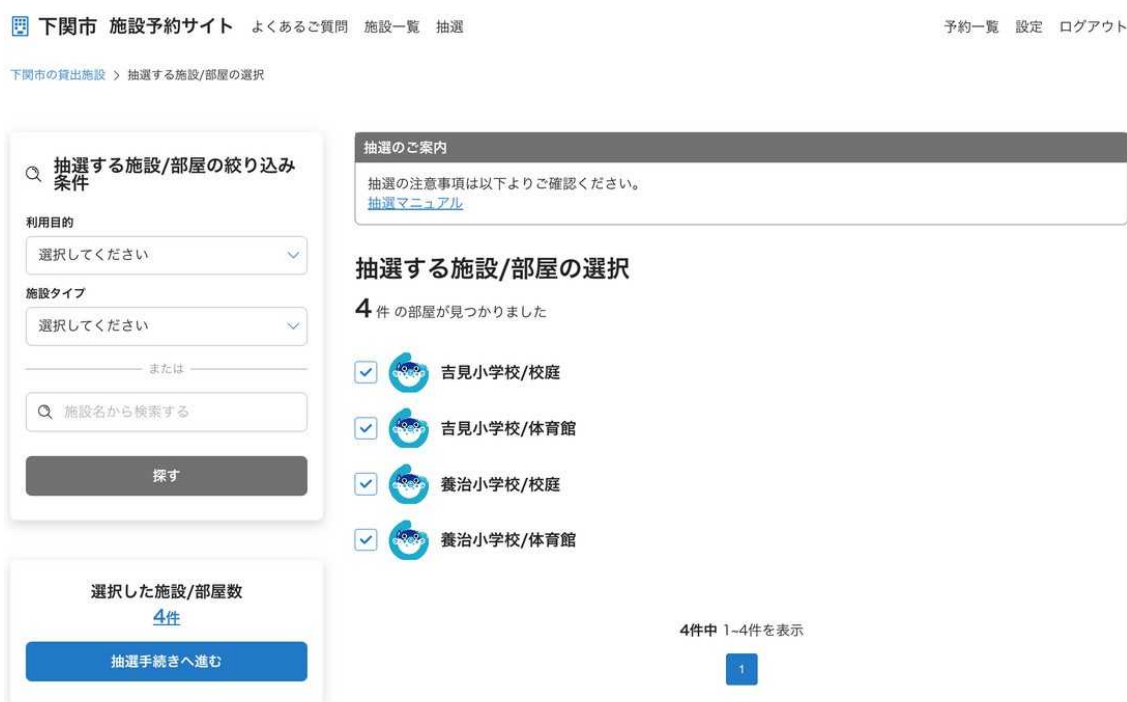 下関市 施設予約サイト よくあるご質問 施設一覧 抽選 予約一覧 設定 ログアウト
下関市の貸出施設 > 抽選する施設/部屋の選択
抽選する施設/部屋の絞り込み
条件
利用目的
選択してください
施設タイプ
選択してください
または
施設名から検索する
探す
選択した施設/部屋数
4件
抽選手続きへ進む
抽選のご案内
抽選の注意事項は以下よりご確認ください。
抽選マニュアル
抽選する施設/部屋の選択
4 件 の部屋が見つかりました
吉見小学校/校庭
吉見小学校/体育館
養治小学校/校庭
養治小学校/体育館
4件中 1~4件を表示
1